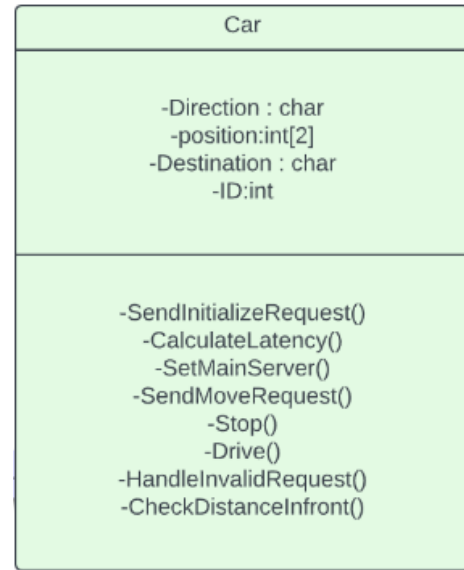 Car
-Direction : char
-position:int[2]
-Destination : char
-ID:int
-SendInitializeRequest()
-CalculateLatency()
-SetMainServer()
-SendMoveRequest()
-Stop()
-Drive()
-HandleInvalidRequest()
-CheckDistanceInfront()